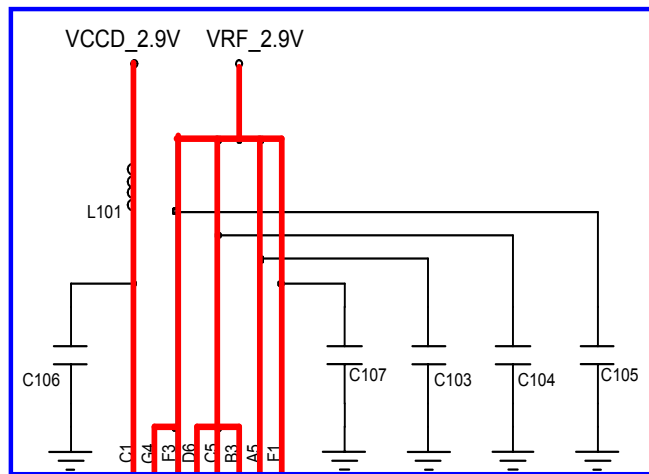 VCCD_2.9V VRF_2.9V
L101
C106 C107 C103 C104 C105
C1 G4 F3 D6 C5 B3 A5 F1